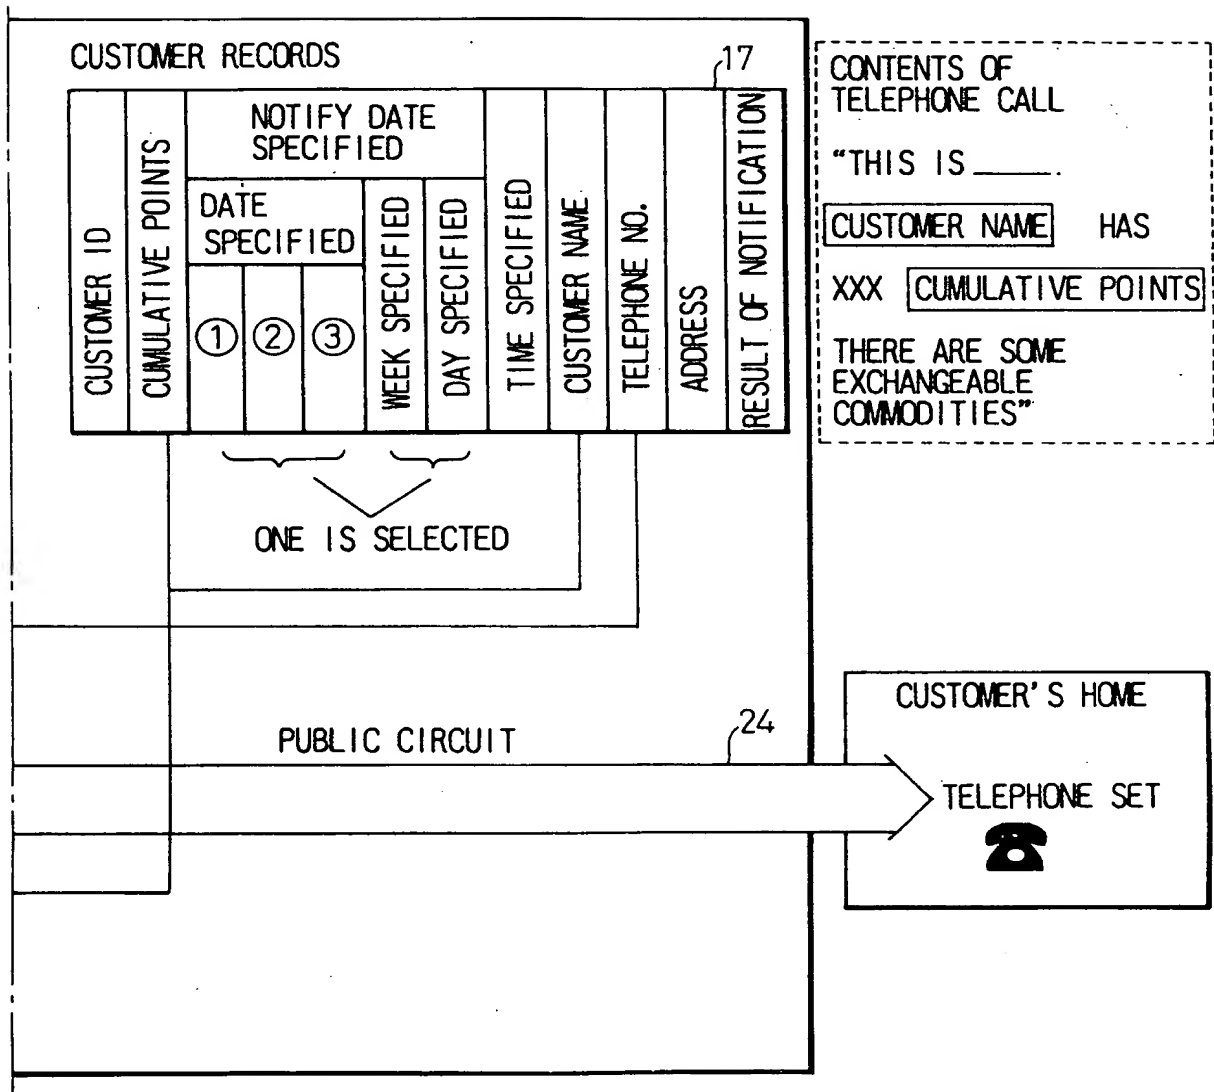 CUSTOMER RECORDS
17
CUSTOMER ID
CUMULATIVE POINTS
NOTIFY DATE
SPECIFIED
DATE
SPECIFIED
①
②
③
WEEK SPECIFIED
DAY SPECIFIED
TIME SPECIFIED
CUSTOMER NAME
TELEPHONE NO.
ADDRESS
RESULT OF NOTIFICATION
ONE IS SELECTED
CONTENTS OF
TELEPHONE CALL
“THIS IS _____.
CUSTOMER NAME HAS
XXX CUMULATIVE POINTS
THERE ARE SOME
EXCHANGEABLE
COMMODITIES”
PUBLIC CIRCUIT
24
CUSTOMER'S HOME
TELEPHONE SET